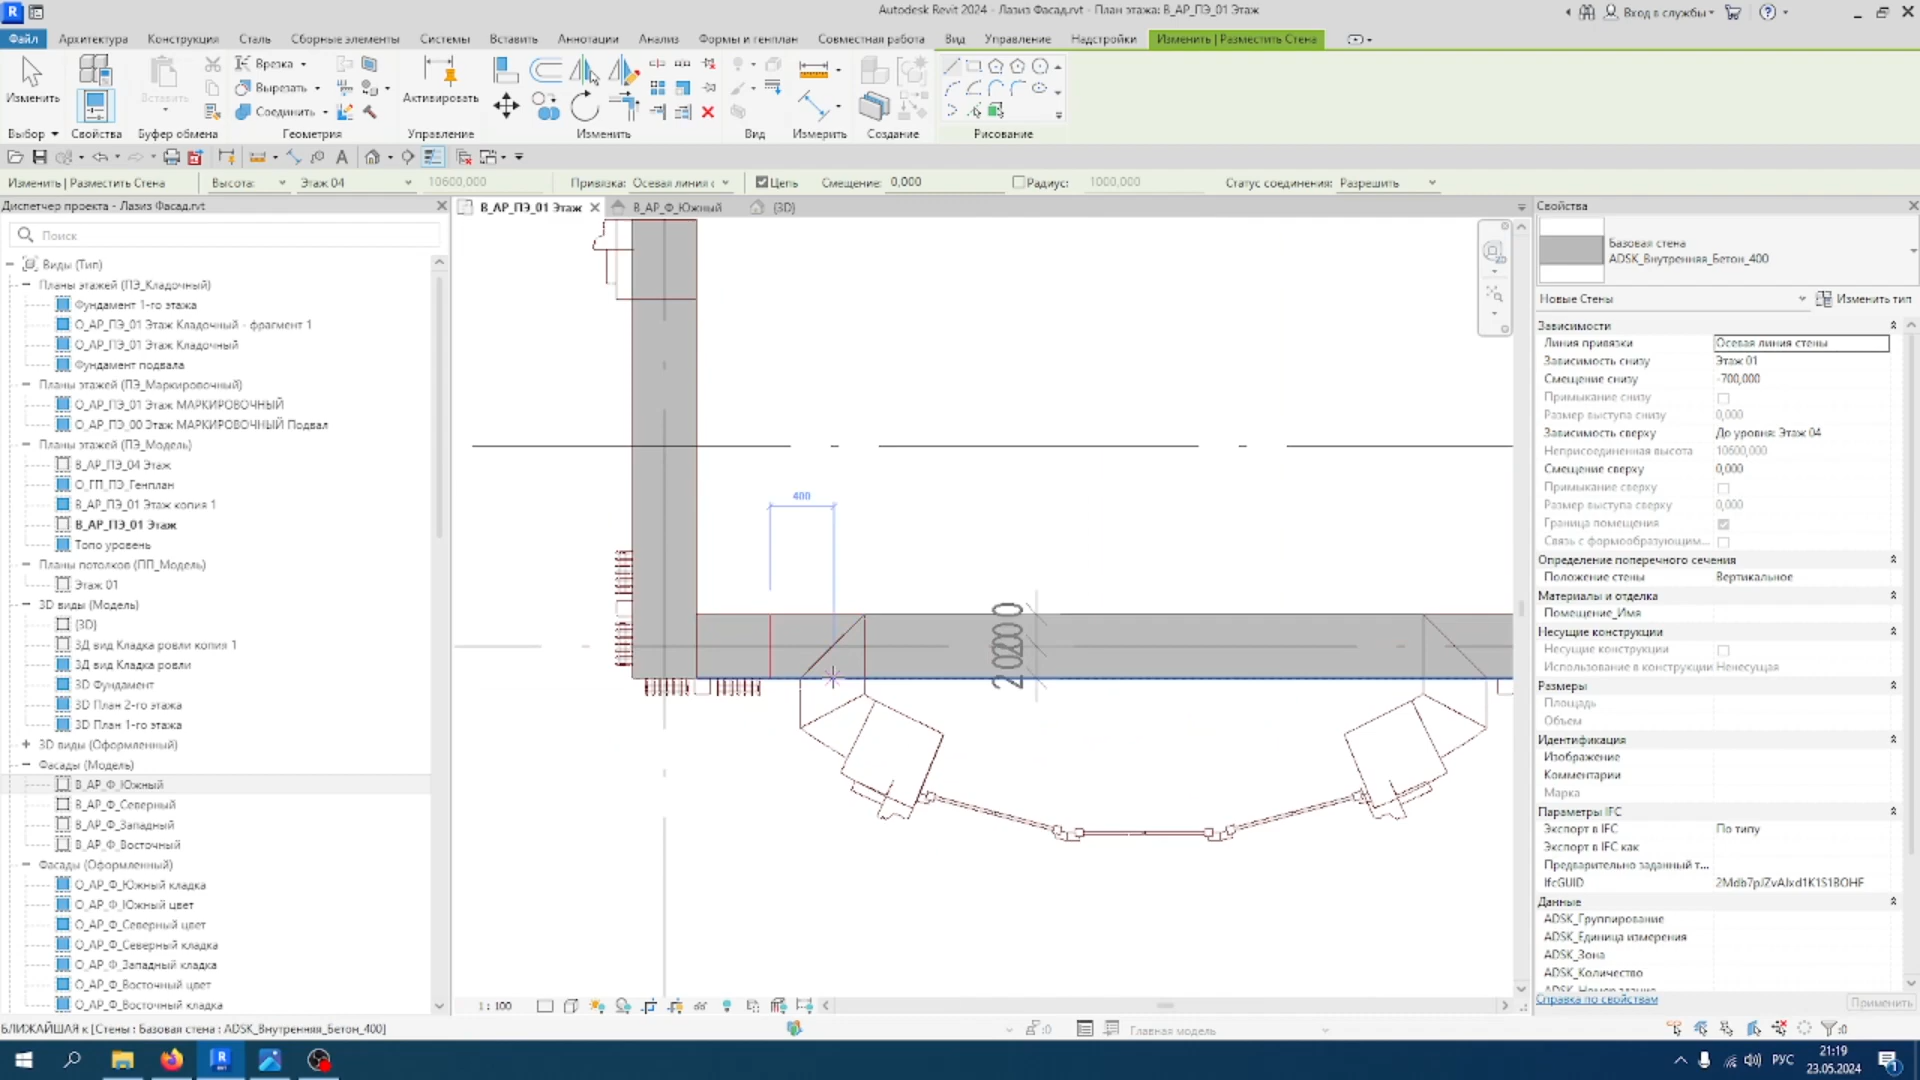 Autodesk Revit 2024 - Лазиз Фасад.rvt - План этажа: В_АР_ПЭ_01 Этаж
Вход в службы
Файл Архитектура Конструкция Сталь Сборные элементы Системы Вставить Аннотации Анализ Формы и генплан Совместная работа Вид Управление Надстройки Изменить | Разместить Стена
Изменить Вставить Врезка Вырезать Соединить Активировать
Выбор Свойства Буфер обмена Геометрия Управление Изменить Вид Измерить Создание Рисование
Изменить | Разместить Стена Высота: Этаж 04 10600,000 Привязка: Осевая линия с Цепь Смещение: 0,000 Радиус: 1000,000 Статус соединения: Разрешить
Диспетчер проекта - Лазиз Фасад.rvt
Поиск
Виды (Тип)
Планы этажей (ПЭ_Кладочный)
Фундамент 1-го этажа
О_АР_ПЭ_01 Этаж Кладочный - фрагмент 1
О_АР_ПЭ_01 Этаж Кладочный
Фундамент подвала
Планы этажей (ПЭ_Маркировочный)
О_АР_ПЭ_01 Этаж МАРКИРОВОЧНЫЙ
О_АР_ПЭ_00 Этаж МАРКИРОВОЧНЫЙ Подвал
Планы этажей (ПЭ_Модель)
В_АР_ПЭ_04 Этаж
О_ГП_ПЭ_Генплан
В_АР_ПЭ_01 Этаж копия 1
В_АР_ПЭ_01 Этаж
Топо уровень
Планы потолков (ПП_Модель)
Этаж 01
3D виды (Модель)
{3D}
3Д вид Кладка ровли копия 1
3Д вид Кладка ровли
3D Фундамент
3D План 2-го этажа
3D План 1-го этажа
3D виды (Оформленный)
Фасады (Модель)
В_АР_Ф_Южный
В_АР_Ф_Северный
В_АР_Ф_Западный
В_АР_Ф_Восточный
Фасады (Оформленный)
О_АР_Ф_Южный кладка
О_АР_Ф_Южный цвет
О_АР_Ф_Северный цвет
О_АР_Ф_Северный кладка
О_АР_Ф_Западный кладка
О_АР_Ф_Восточный цвет
О_АР_Ф_Восточный кладка
В_АР_ПЭ_01 Этаж В_АР_Ф_Южный {3D}
400
1 : 100
Свойства
Базовая стена
ADSK_Внутренняя_Бетон_400
Новые Стены Изменить тип
Зависимости
Линия привязки Осевая линия стены
Зависимость снизу Этаж 01
Смещение снизу -700,000
Примыкание снизу
Размер выступа снизу 0,000
Зависимость сверху До уровня: Этаж 04
Неприсоединенная высота 10600,000
Смещение сверху 0,000
Примыкание сверху
Размер выступа сверху 0,000
Граница помещения
Связь с формообразующим...
Определение поперечного сечения
Положение стены Вертикальное
Материалы и отделка
Помещение_Имя
Несущие конструкции
Несущие конструкции
Использование в конструкции Ненесущая
Размеры
Площадь
Объем
Идентификация
Изображение
Комментарии
Марка
Параметры IFC
Экспорт в IFC По типу
Экспорт в IFC как
Предварительно заданный т...
IfcGUID
Данные
ADSK_Группирование
ADSK_Единица измерения
ADSK_Зона
ADSK_Количество
Справка по свойствам Применить
БЛИЖАЙШАЯ к [Стены : Базовая стена : ADSK_Внутренняя_Бетон_400]
:0 Главная модель :0
РУС 21:19
23.05.2024